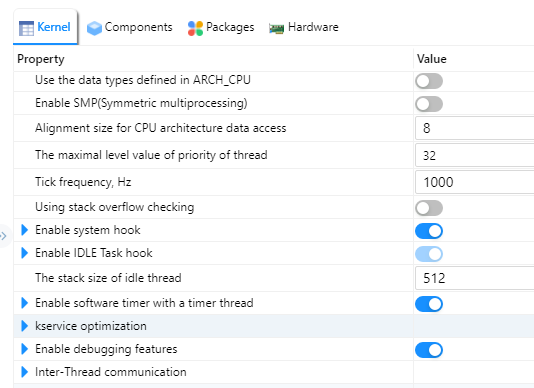 Kernel Components Packages Hardware
Property Value
Use the data types defined in ARCH_CPU
Enable SMP(Symmetric multiprocessing)
Alignment size for CPU architecture data access 8
The maximal level value of priority of thread 32
Tick frequency, Hz 1000
Using stack overflow checking
Enable system hook
Enable IDLE Task hook
The stack size of idle thread 512
Enable software timer with a timer thread
kservice optimization
Enable debugging features
Inter-Thread communication